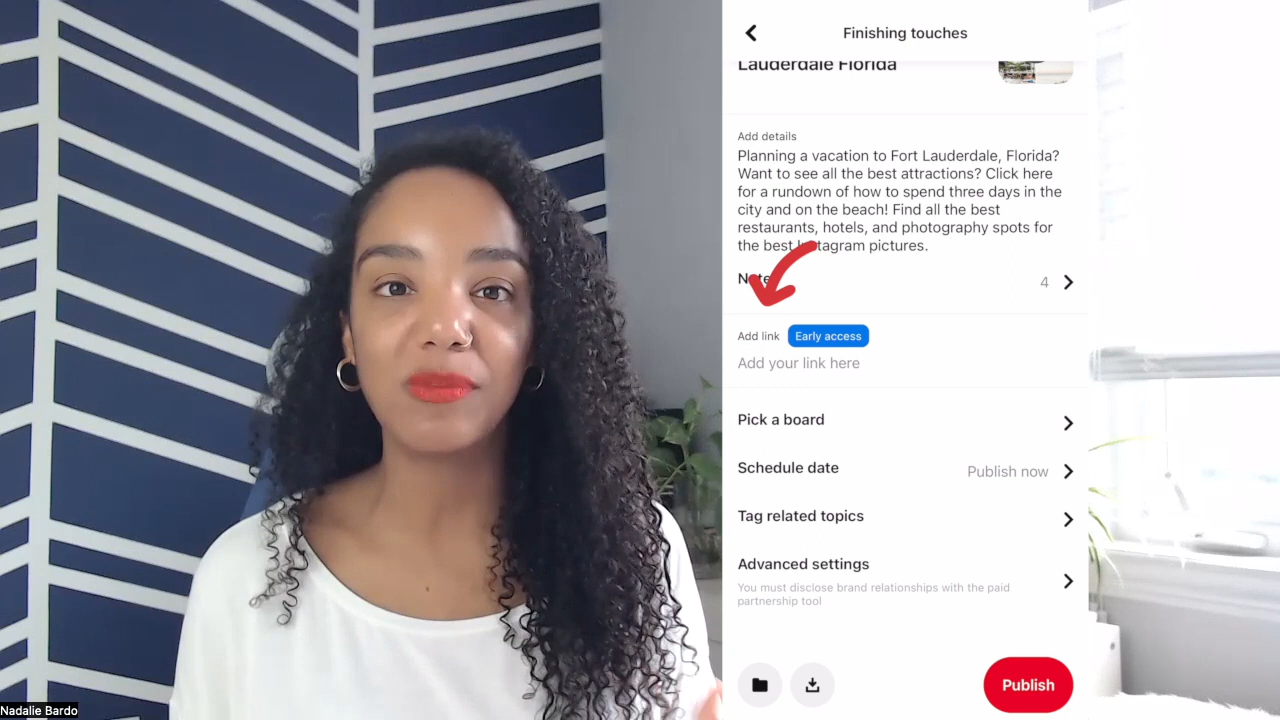 Finishing touches
Lauderdale Florida
Add details
Planning a vacation to Fort Lauderdale, Florida?
Want to see all the best attractions? Click here
for a rundown of how to spend three days in the
city and on the beach! Find all the best
restaurants, hotels, and photography spots for
the best Instagram pictures.
4
Add link Early access
Add your link here
Pick a board
Schedule date Publish now
Tag related topics
Advanced settings
You must disclose brand relationships with the paid
partnership tool
Publish
Nadalie Bardo